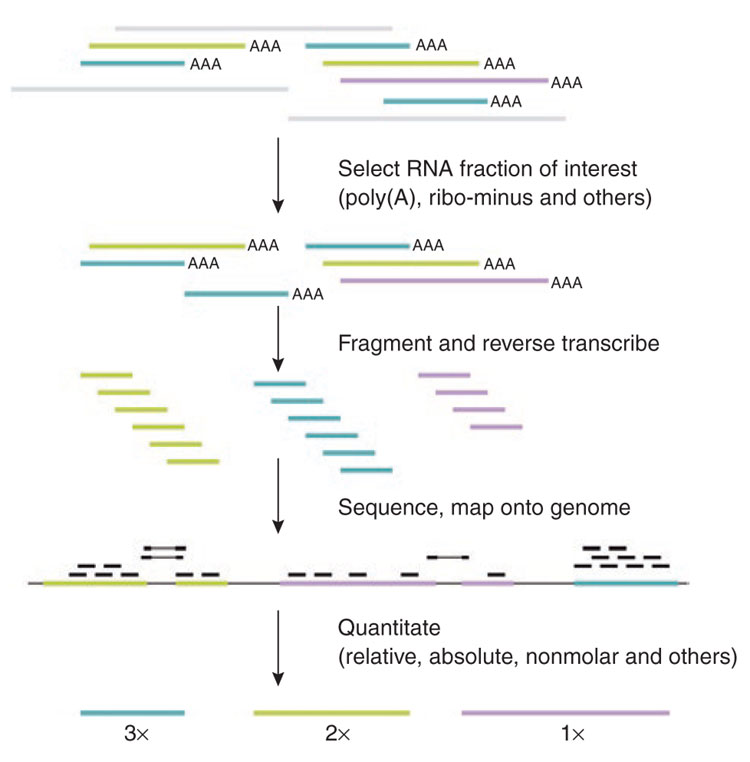 AAA
AAA
AAA
AAA
AAA
AAA
Select RNA fraction of interest
(poly(A), ribo-minus and others)
AAA
AAA
AAA
AAA
AAA
AAA
Fragment and reverse transcribe
Sequence, map onto genome
Quantitate
(relative, absolute, nonmolar and others)
3× 2× 1×